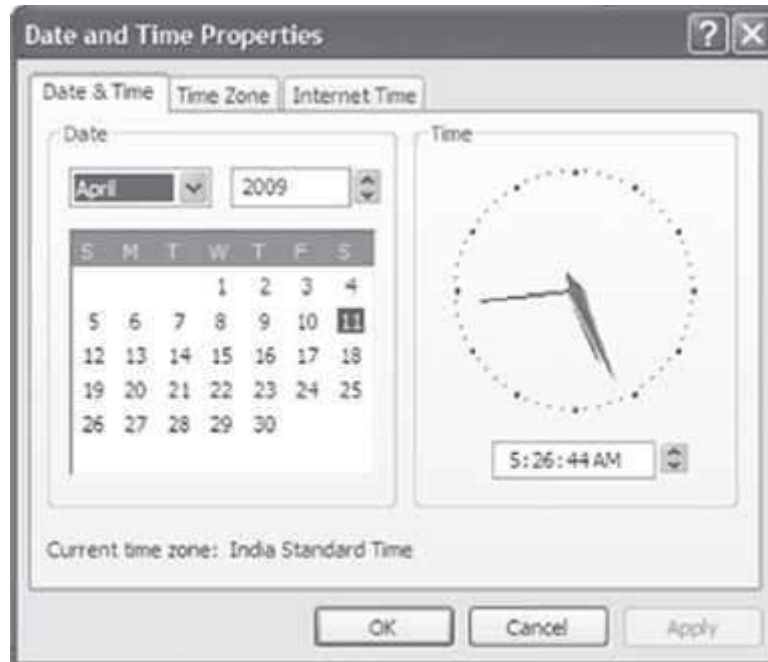 Date and Time Properties
Date & Time Time Zone Internet Time
Date
April 2009
S M T W T F S
1 2 3 4
5 6 7 8 9 10 11
12 13 14 15 16 17 18
19 20 21 22 23 24 25
26 27 28 29 30
Time
5:26:44 AM
Current time zone: India Standard Time
OK Cancel Apply